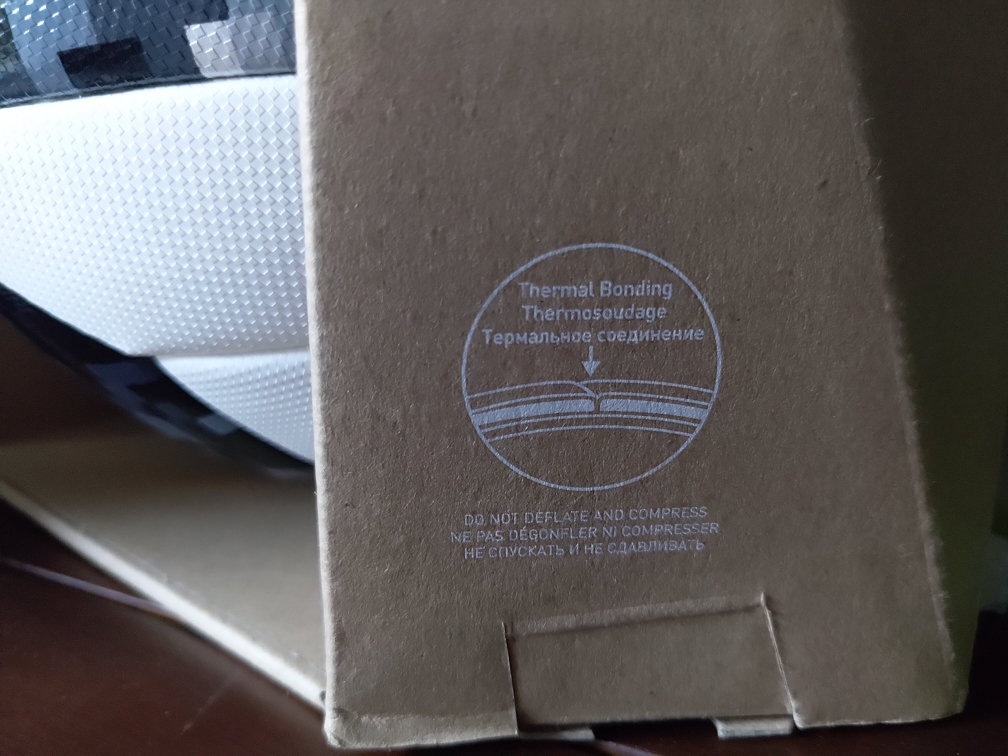 Thermal Bonding
Thermosoudage
Термальное соединение
DO NOT DEFLATE AND COMPRESS
NE PAS DÉGONFLER NI COMPRESSER
НЕ СПУСКАТЬ И НЕ СДАВЛИВАТЬ